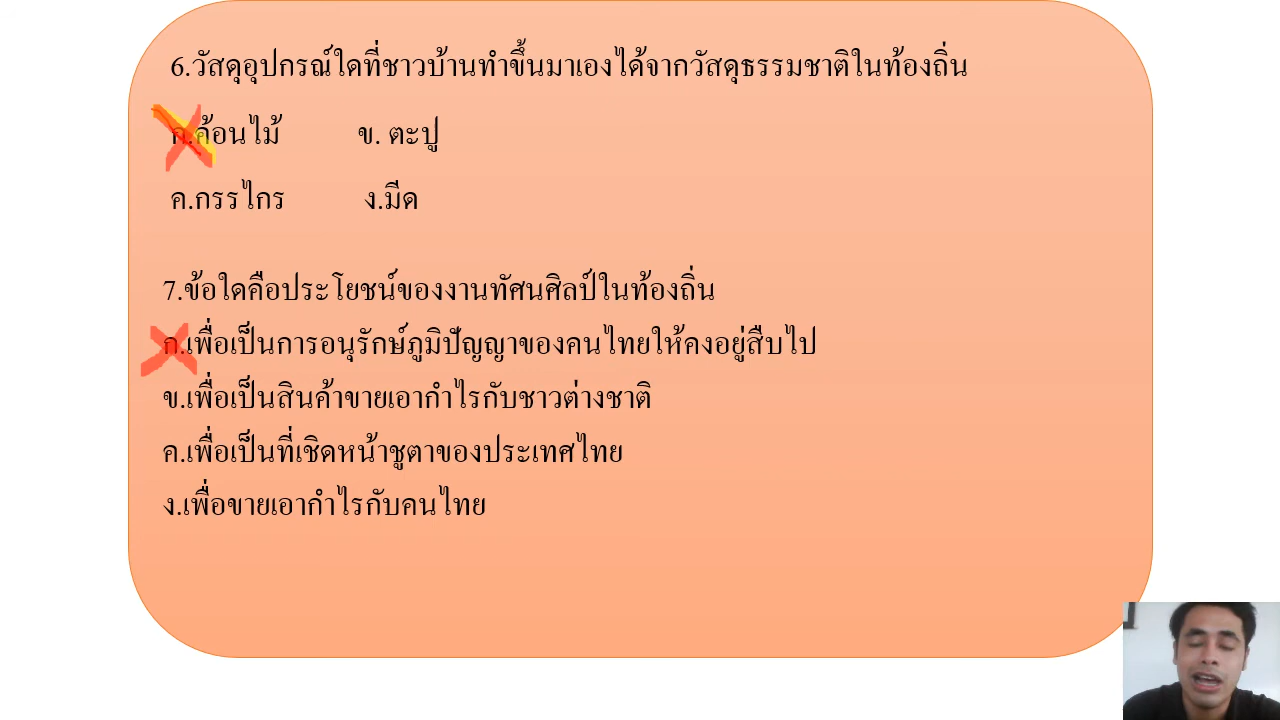 6.วัสดุอุปกรณ์ใดที่ชาวบ้านทำขึ้นมาเองได้จากวัสดุธรรมชาติในท้องถิ่น
ก.ค้อนไม้ ข. ตะปู
ค.กรรไกร ง.มีด
7.ข้อใดคือประโยชน์ของงานทัศนศิลป์ในท้องถิ่น
ก.เพื่อเป็นการอนุรักษ์ภูมิปัญญาของคนไทยให้คงอยู่สืบไป
ข.เพื่อเป็นสินค้าขายเอากำไรกับชาวต่างชาติ
ค.เพื่อเป็นที่เชิดหน้าชูตาของประเทศไทย
ง.เพื่อขายเอากำไรกับคนไทย